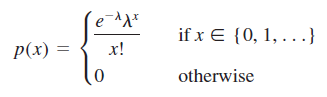 p(x) = { e^{-λ}λ^x / x!   if x ∈ {0, 1, . . .}
0   otherwise